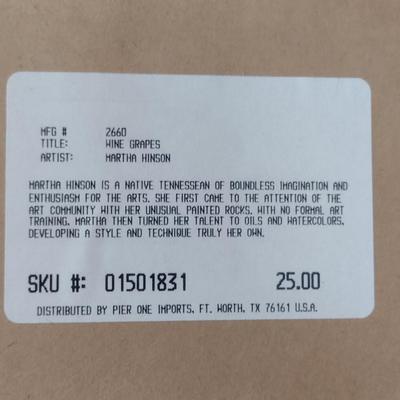 MFG # 2660
TITLE: WINE GRAPES
ARTIST: MARTHA HINSON
MARTHA HINSON IS A NATIVE TENNESSEAN OF BOUNDLESS IMAGINATION AND
ENTHUSIASM FOR THE ARTS. SHE FIRST CAME TO THE ATTENTION OF THE
ART COMMUNITY WITH HER UNUSUAL PAINTED ROCKS. WITH NO FORMAL ART
TRAINING, MARTHA THEN TURNED HER TALENT TO OILS AND WATERCOLORS,
DEVELOPING A STYLE AND TECHNIQUE TRULY HER OWN.
SKU #: 01501831 25.00
DISTRIBUTED BY PIER ONE IMPORTS, FT. WORTH, TX 76161 U.S.A.